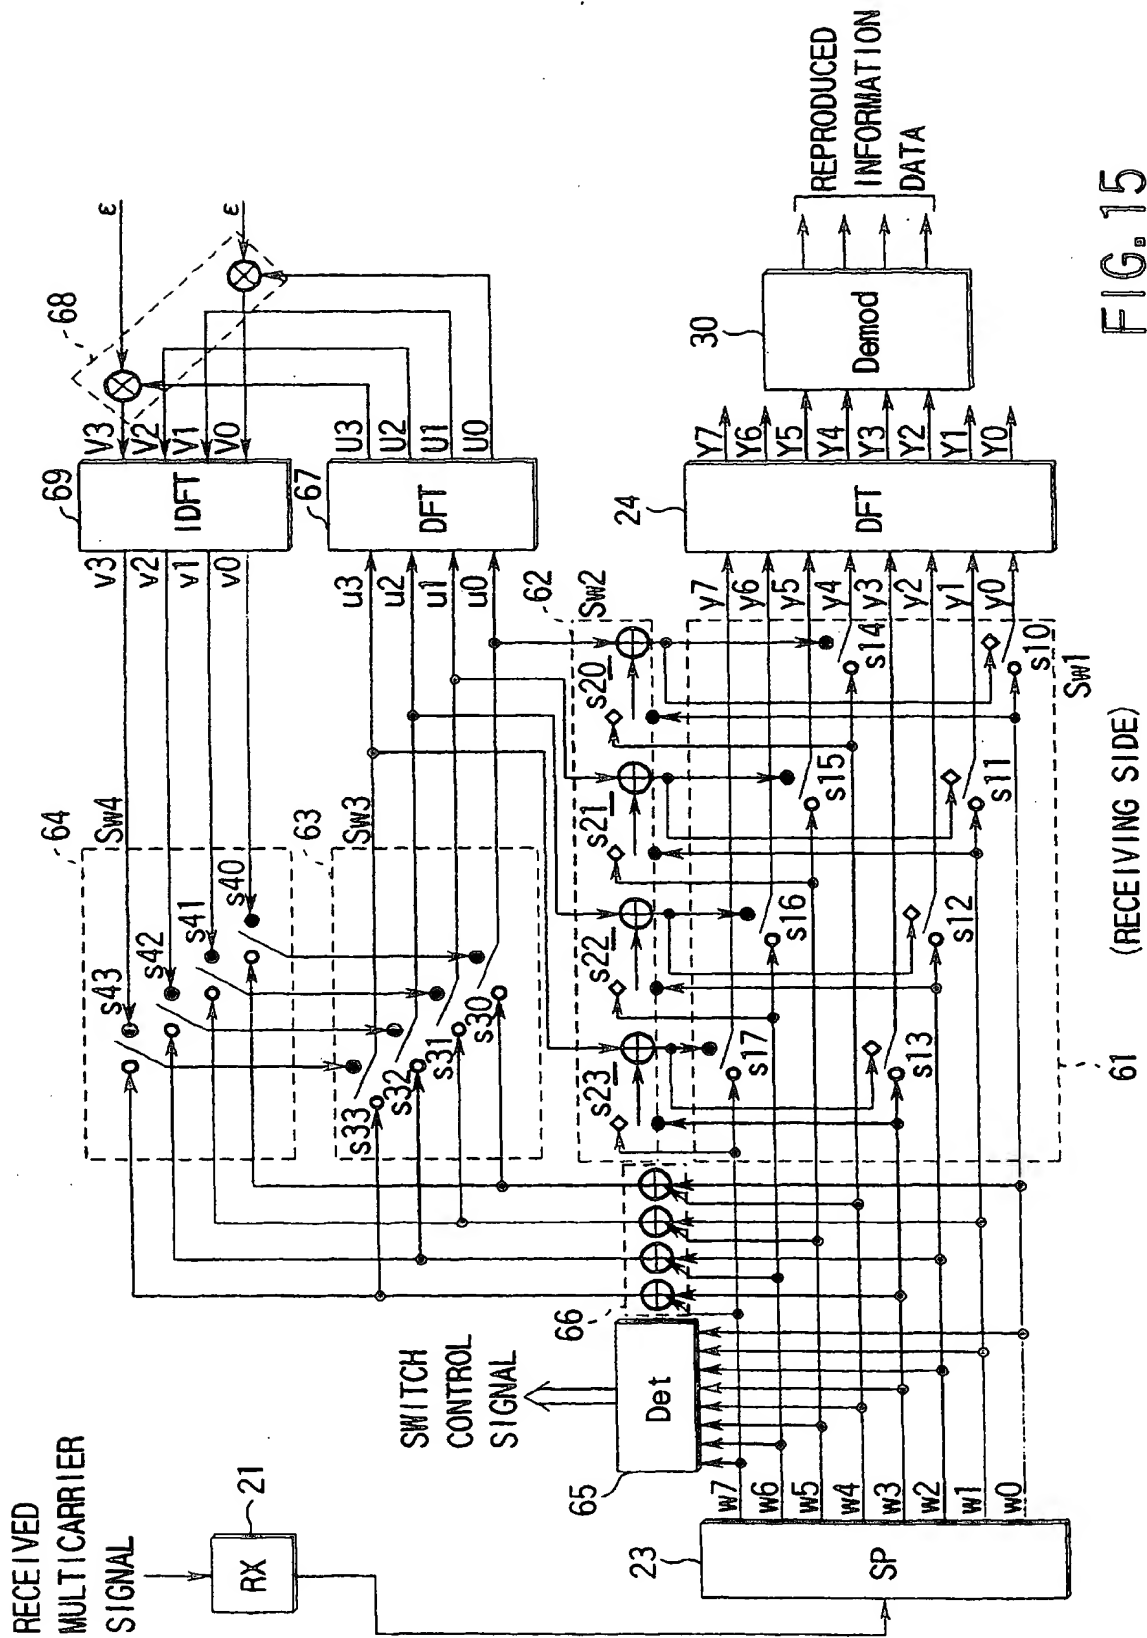 RECEIVED
MULTICARRIER
SIGNAL
RX
21
SP
23
w7
w6
w5
w4
w3
w2
w1
w0
Det
65
SWITCH
CONTROL
SIGNAL
66
64
Sw4
s43
s42
s41
s40
63
Sw3
s33
s32
s31
s30
62
Sw2
s23
s22
s21
s20
61
Sw1
s17
s16
s15
s14
s13
s12
s11
s10
69
IDFT
v3
v2
v1
v0
V3
V2
V1
V0
68
ε
ε
67
DFT
u3
u2
u1
u0
U3
U2
U1
U0
24
DFT
y7
y6
y5
y4
y3
y2
y1
y0
Y7
Y6
Y5
Y4
Y3
Y2
Y1
Y0
30
Demod
REPRODUCED
INFORMATION
DATA
(RECEIVING SIDE)
FIG.15